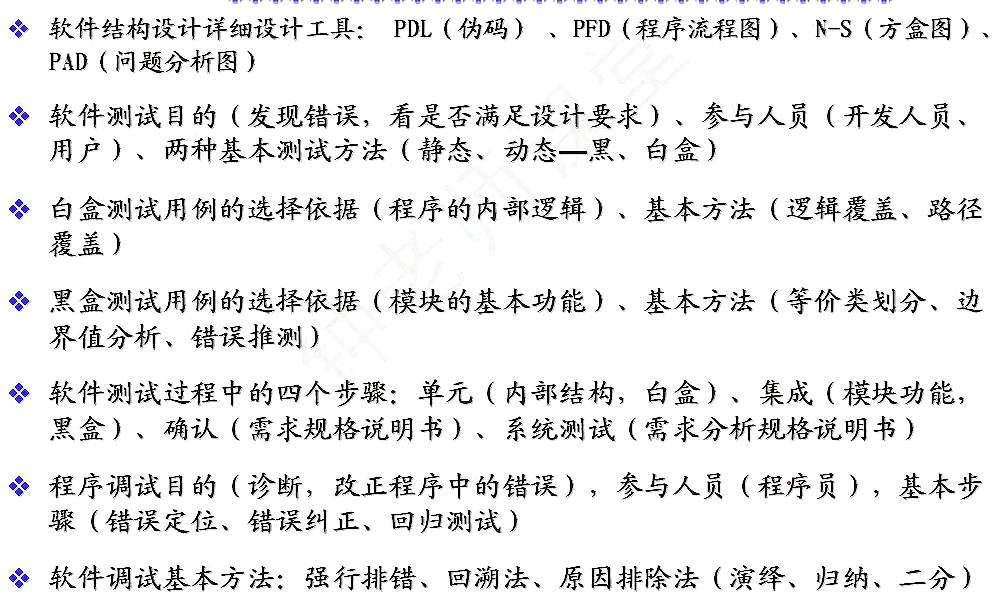 软件结构设计详细设计工具： PDL（伪码）、PFD（程序流程图）、N-S（方盒图）、
PAD（问题分析图）
软件测试目的（发现错误，看是否满足设计要求）、参与人员（开发人员、
用户）、两种基本测试方法（静态、动态—黑、白盒）
白盒测试用例的选择依据（程序的内部逻辑）、基本方法（逻辑覆盖、路径
覆盖）
黑盒测试用例的选择依据（模块的基本功能）、基本方法（等价类划分、边
界值分析、错误推测）
软件测试过程中的四个步骤：单元（内部结构，白盒）、集成（模块功能，
黑盒）、确认（需求规格说明书）、系统测试（需求分析规格说明书）
程序调试目的（诊断，改正程序中的错误），参与人员（程序员），基本步
骤（错误定位、错误纠正、回归测试）
软件调试基本方法：强行排错、回溯法、原因排除法（演绎、归纳、二分）